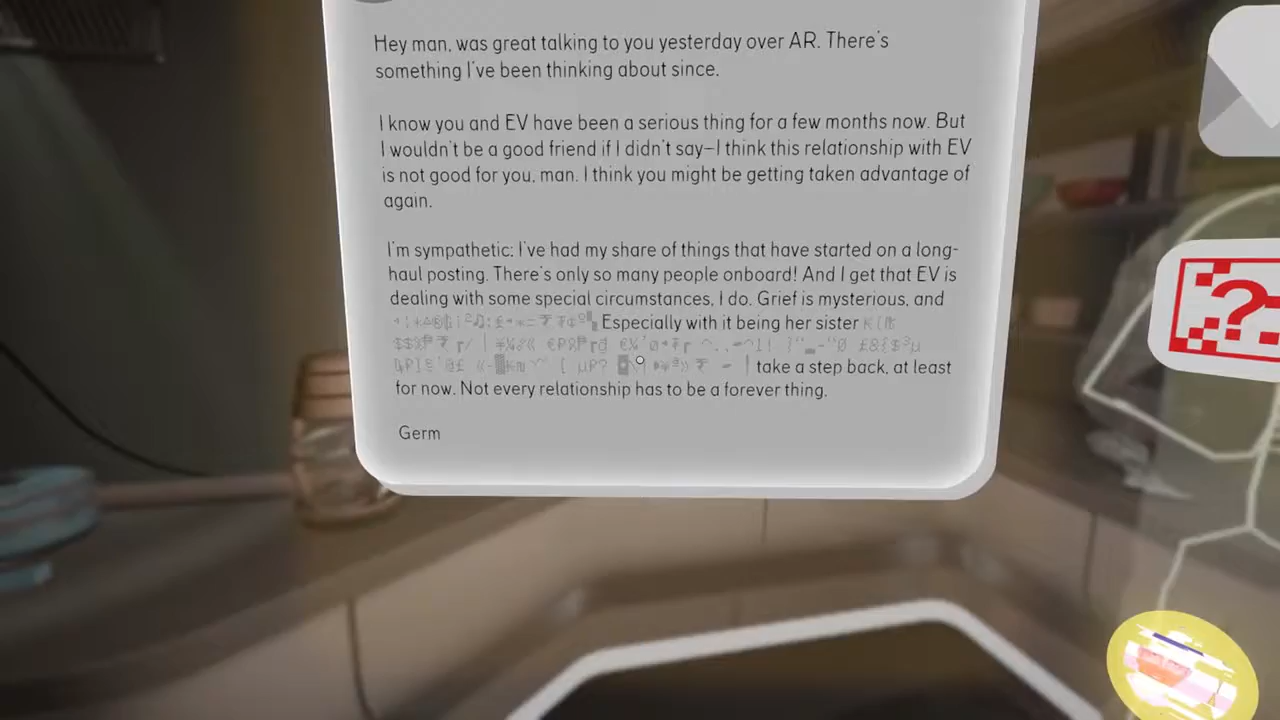 Hey man, was great talking to you yesterday over AR. There's
something I've been thinking about since.
I know you and EV have been a serious thing for a few months now. But
I wouldn't be a good friend if I didn't say—I think this relationship with EV
is not good for you, man. I think you might be getting taken advantage of
again.
I'm sympathetic: I've had my share of things that have started on a long-
haul posting. There's only so many people onboard! And I get that EV is
dealing with some special circumstances, I do. Grief is mysterious, and
Especially with it being her sister
take a step back, at least
for now. Not every relationship has to be a forever thing.
Germ
?